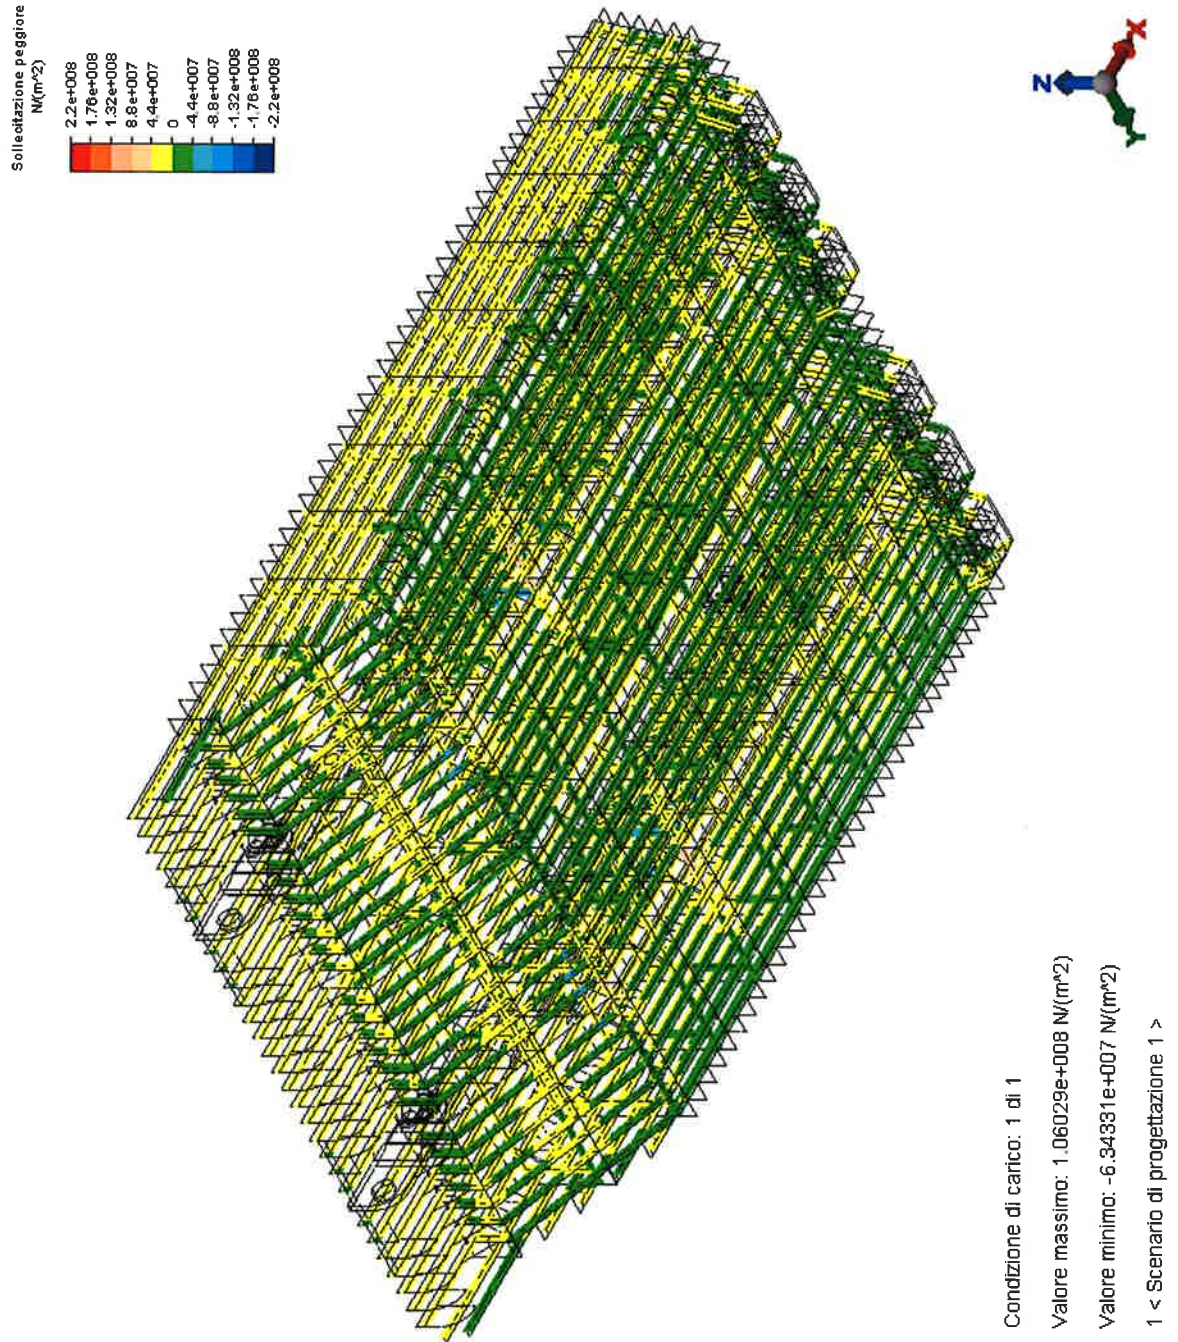 Sollecitazione peggiore
N/(m^2)
2.2e+008
1.76e+008
1.32e+008
8.8e+007
4.4e+007
0
-4.4e+007
-8.8e+007
-1.32e+008
-1.76e+008
-2.2e+008
X
Y
Z
Condizione di carico: 1 di 1
Valore massimo: 1.06029e+008 N/(m^2)
Valore minimo: -6.34331e+007 N/(m^2)
1 < Scenario di progettazione 1 >